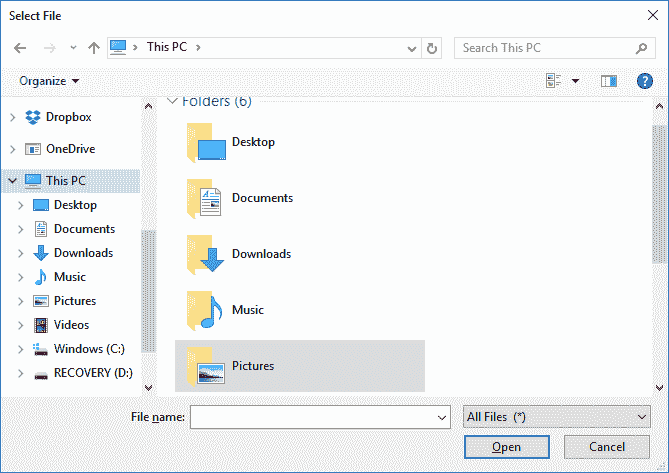 Select File
This PC
Search This PC
Organize
Dropbox
OneDrive
This PC
Desktop
Documents
Downloads
Music
Pictures
Videos
Windows (C:)
RECOVERY (D:)
Folders (6)
Desktop
Documents
Downloads
Music
Pictures
File name:
All Files (*)
Open
Cancel